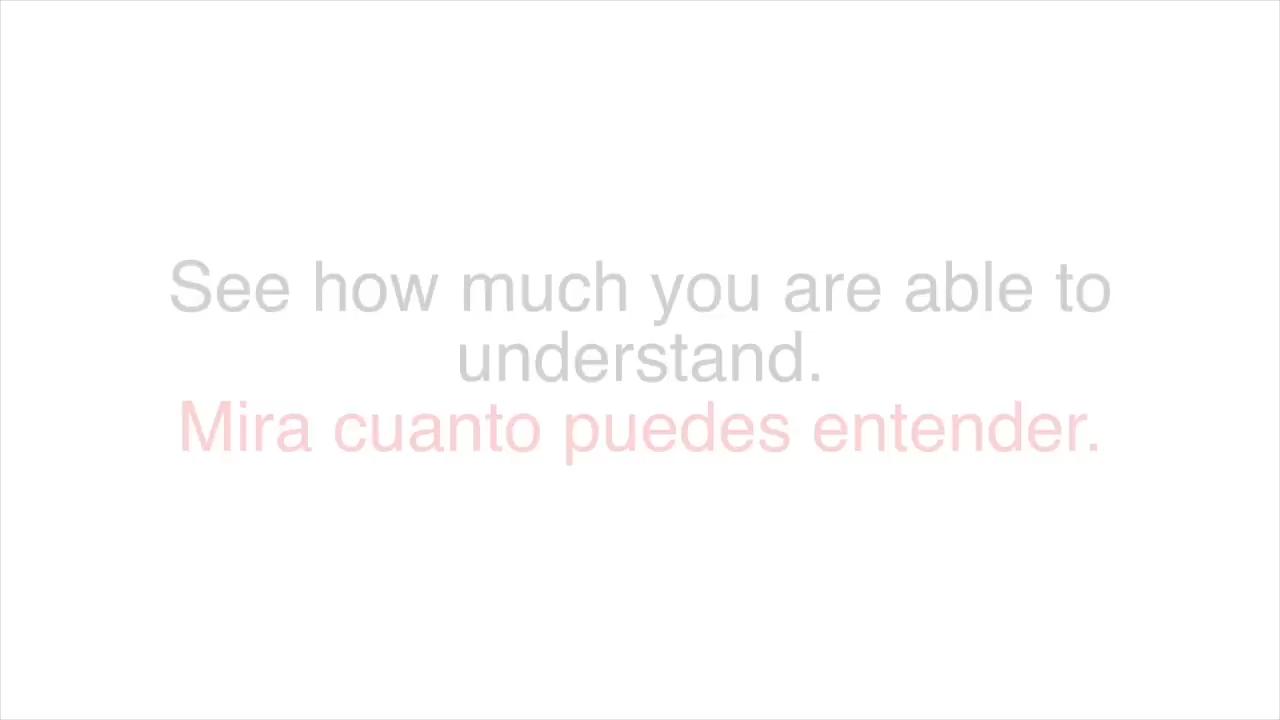 See how much you are able to
understand.
Mira cuanto puedes entender.